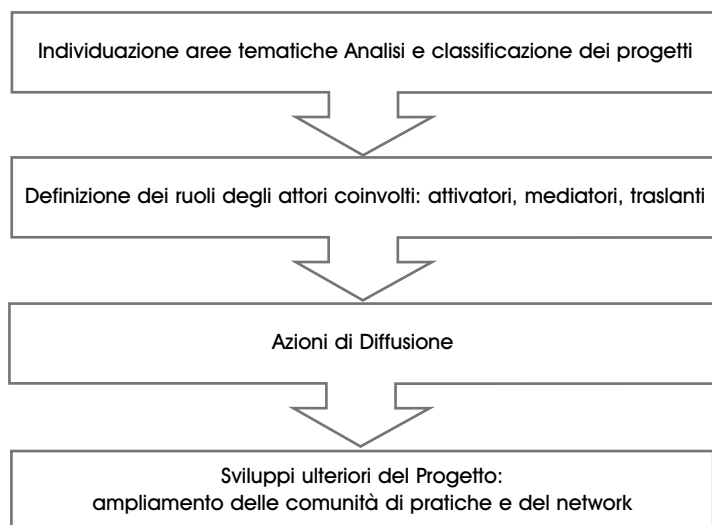 Individuazione aree tematiche Analisi e classificazione dei progetti
Definizione dei ruoli degli attori coinvolti: attivatori, mediatori, traslanti
Azioni di Diffusione
Sviluppi ulteriori del Progetto:
ampliamento delle comunità di pratiche e del network